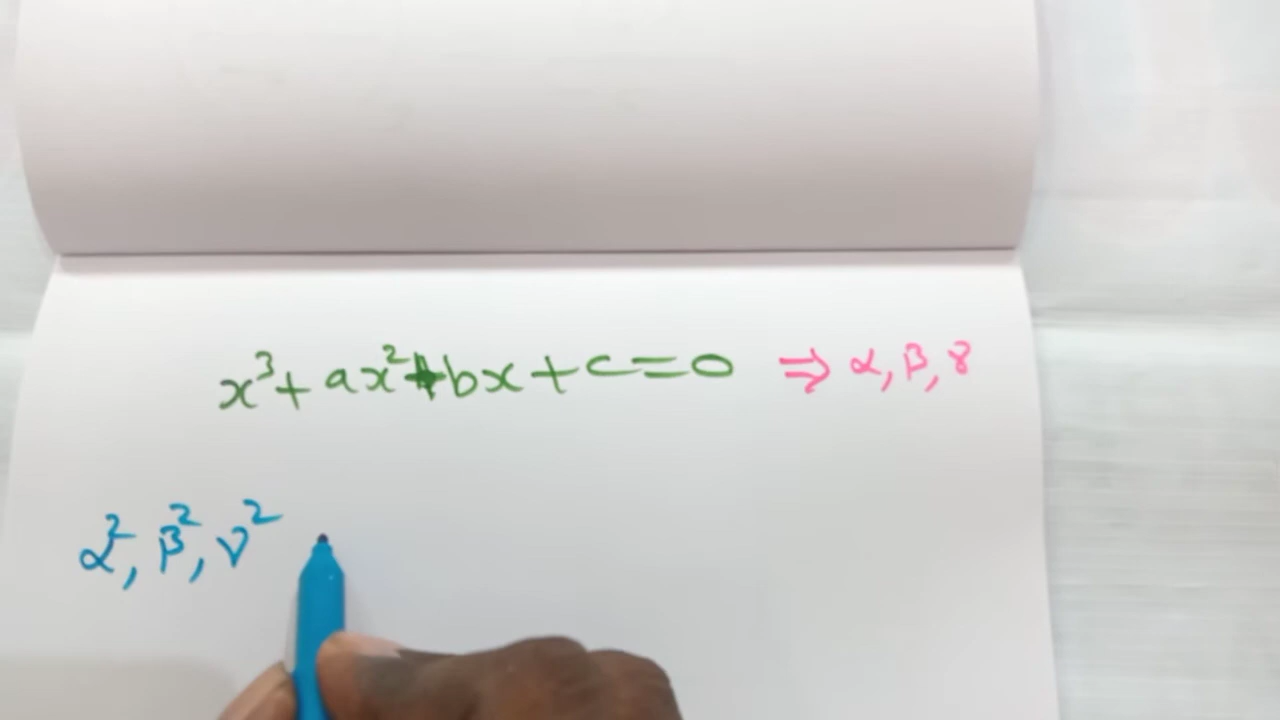 x³+ax²+bx+c=0 ⇒ α, β, γ
α², β², γ²